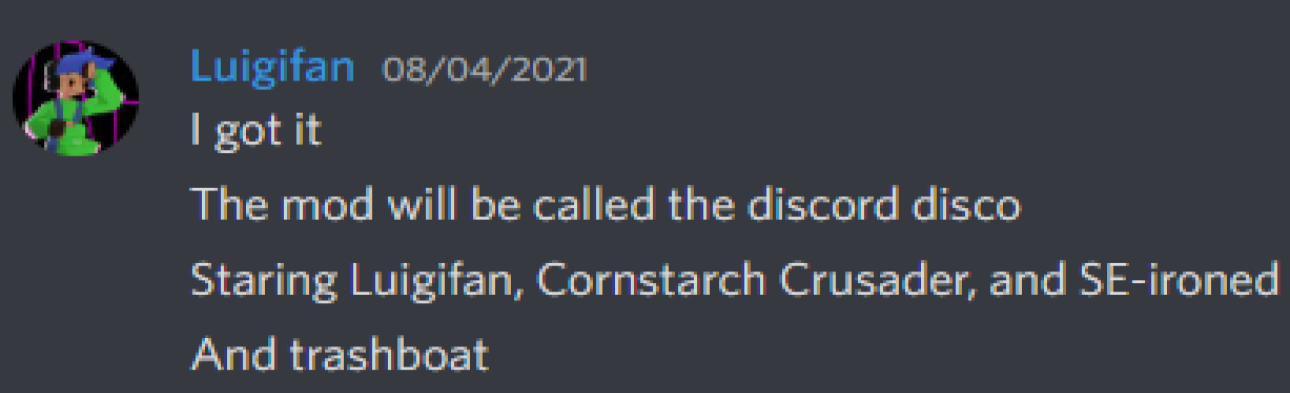 Luigifan 08/04/2021
I got it
The mod will be called the discord disco
Staring Luigifan, Cornstarch Crusader, and SE-ironed
And trashboat